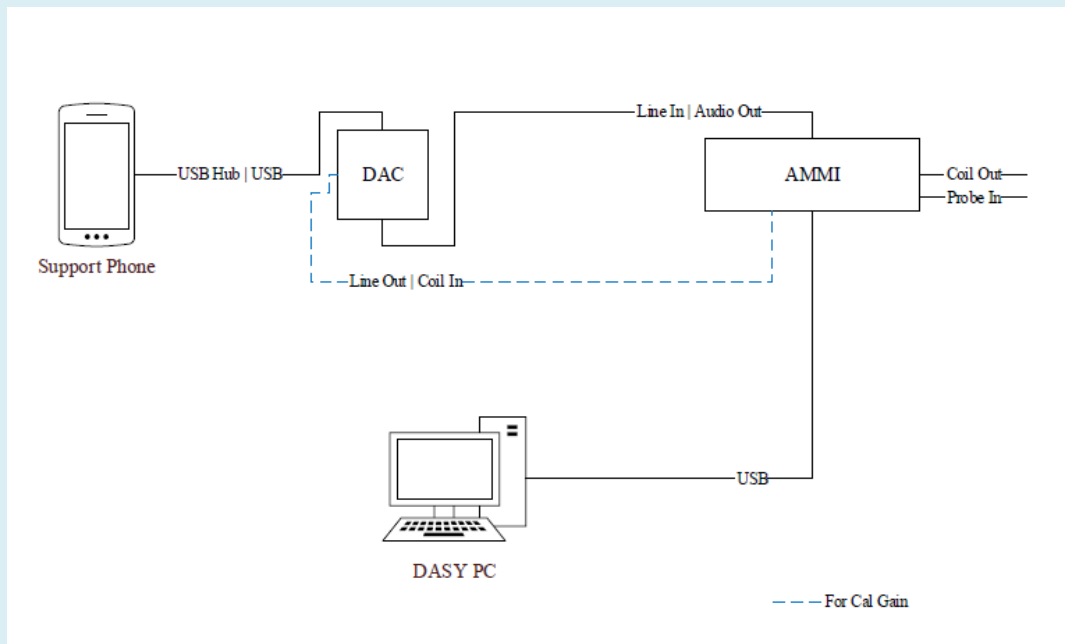 Line In | Audio Out
USB Hub | USB
DAC
AMMI
Coil Out
Probe In
Support Phone
Line Out | Coil In
USB
DASY PC
For Cal Gain